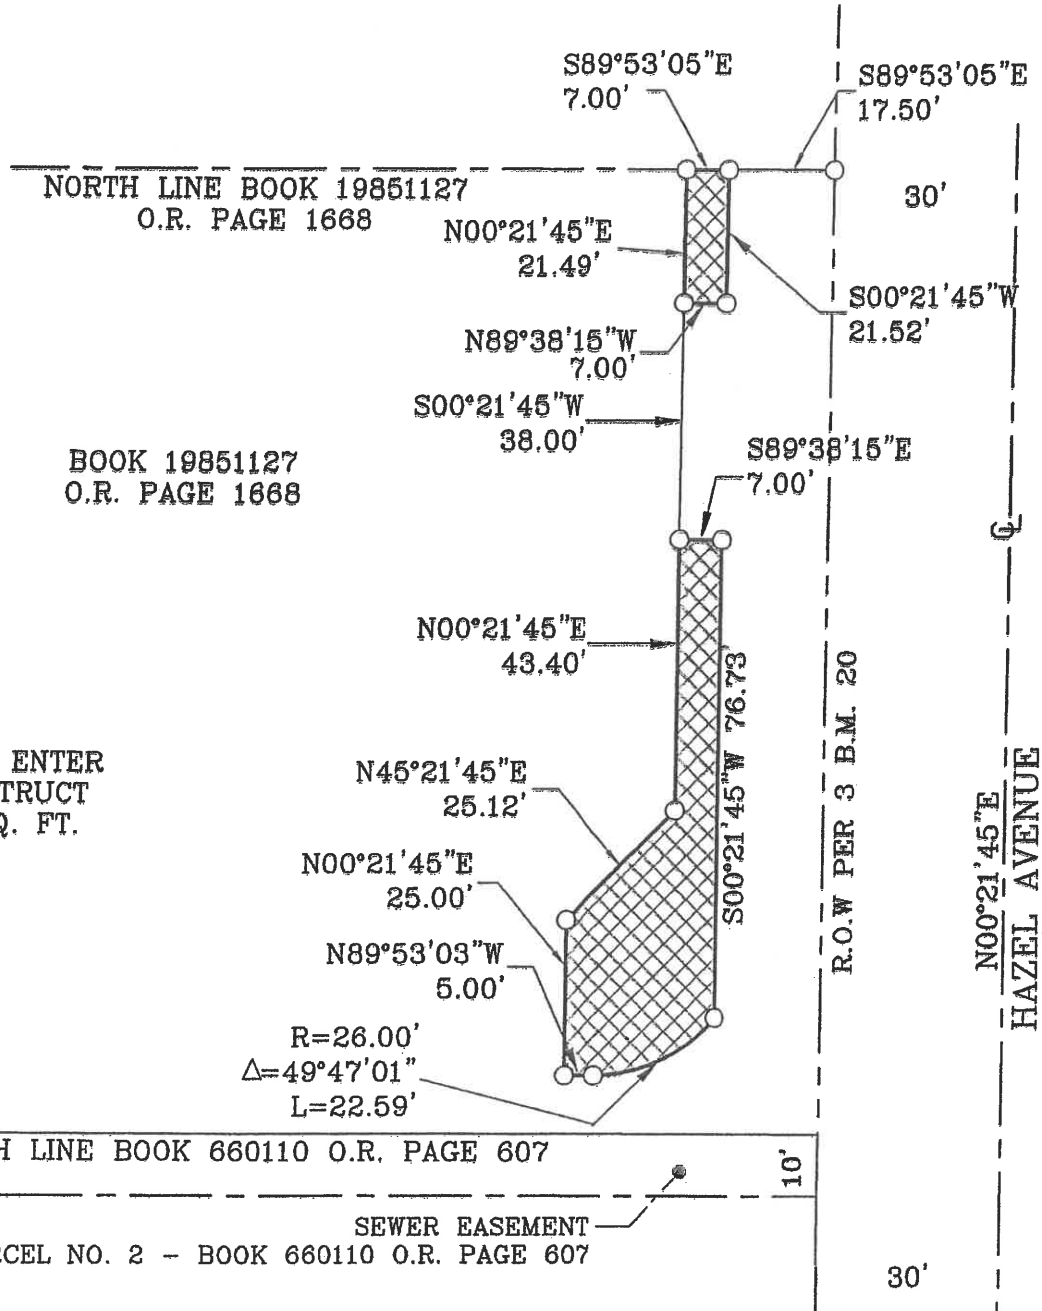 S89°53'05"E
7.00'
S89°53'05"E
17.50'
NORTH LINE BOOK 19851127
O.R. PAGE 1668
30'
N00°21'45"E
21.49'
S00°21'45"W
21.52'
N89°38'15"W
7.00'
S00°21'45"W
38.00'
BOOK 19851127
O.R. PAGE 1668
S89°38'15"E
7.00'
N00°21'45"E
43.40'
S00°21'45"W 76.73
R.O.W PER 3 B.M. 20
N00°21'45"E
HAZEL AVENUE
ENTER
TRUCT
Q. FT.
N45°21'45"E
25.12'
N00°21'45"E
25.00'
N89°53'03"W
5.00'
R=26.00'
Δ=49°47'01"
L=22.59'
H LINE BOOK 660110 O.R. PAGE 607
10'
SEWER EASEMENT
RCEL NO. 2 - BOOK 660110 O.R. PAGE 607
30'